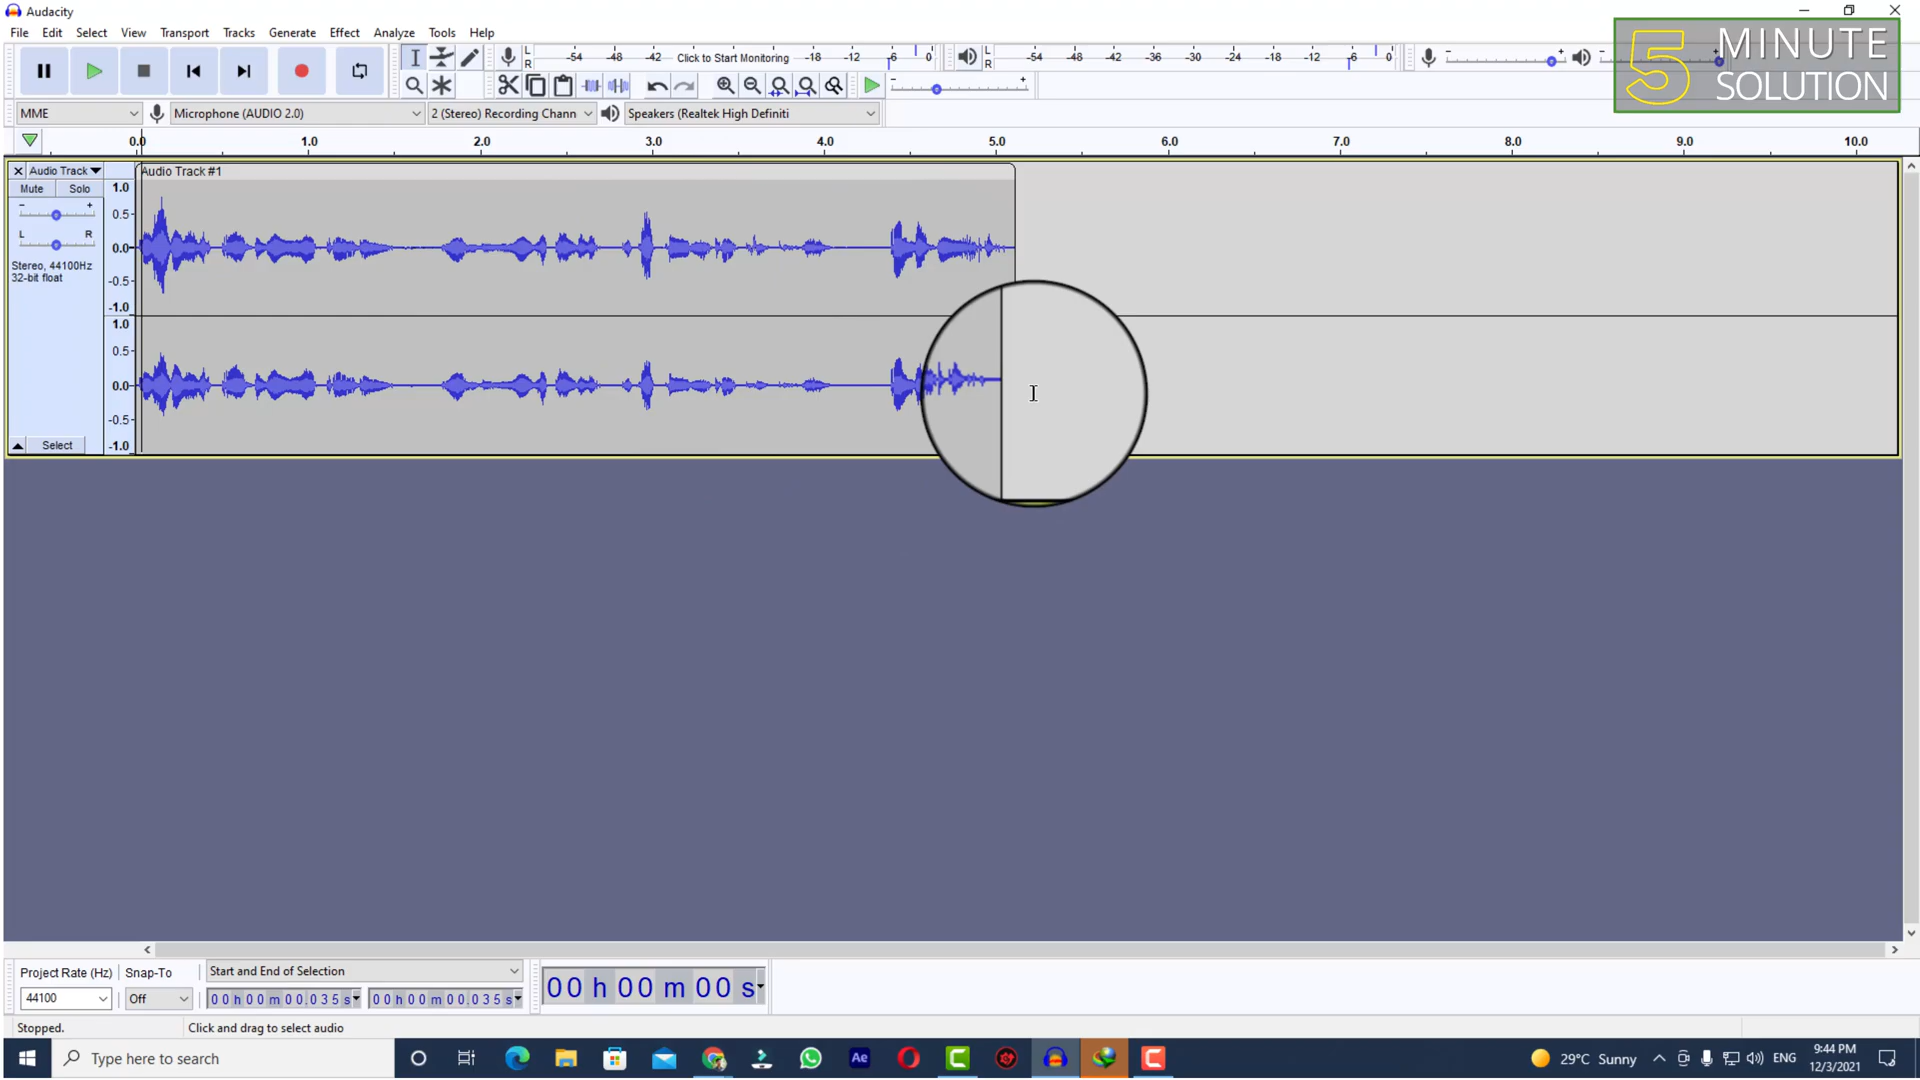 Audacity
File Edit Select View Transport Tracks Generate Effect Analyze Tools Help
5 MINUTE SOLUTION
L R -54 -48 -42 Click to Start Monitoring -18 -12 -6 0 L R -54 -48 -42 -36 -30 -24 -18 -12 -6 0
MME Microphone (AUDIO 2.0) 2 (Stereo) Recording Chann Speakers (Realtek High Definiti
0.0 1.0 2.0 3.0 4.0 5.0 6.0 7.0 8.0 9.0 10.0
Audio Track Audio Track #1
Mute Solo 1.0
- + 0.5
L R 0.0
Stereo, 44100Hz
32-bit float -0.5
-1.0
1.0
0.5
0.0
-0.5
Select -1.0
Project Rate (Hz) Snap-To Start and End of Selection
44100 Off 00h00m00.035s 00h00m00.035s 00h00m00s
Stopped. Click and drag to select audio
Type here to search Ae 29°C Sunny ENG 9:44 PM
12/3/2021